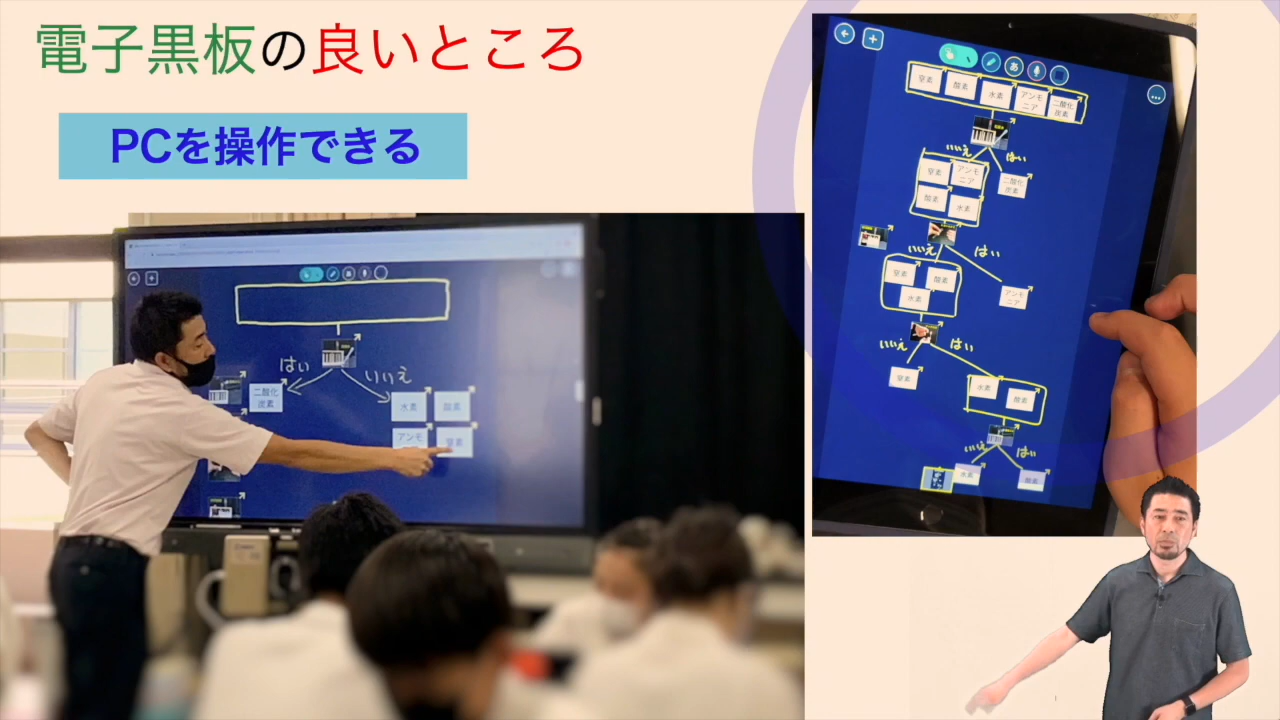 電子黒板の良いところ
PCを操作できる
はい
いいえ
二酸化
炭素
水素
酸素
アンモ
窒素
あ
窒素
酸素
水素
アンモ
ニア
二酸化
炭素
いいえ
はい
窒素
アンモ
ニア
二酸化
炭素
酸素
水素
いいえ
はい
窒素
酸素
水素
アンモ
ニア
いいえ
はい
窒素
水素
酸素
いいえ
はい
水素
酸素